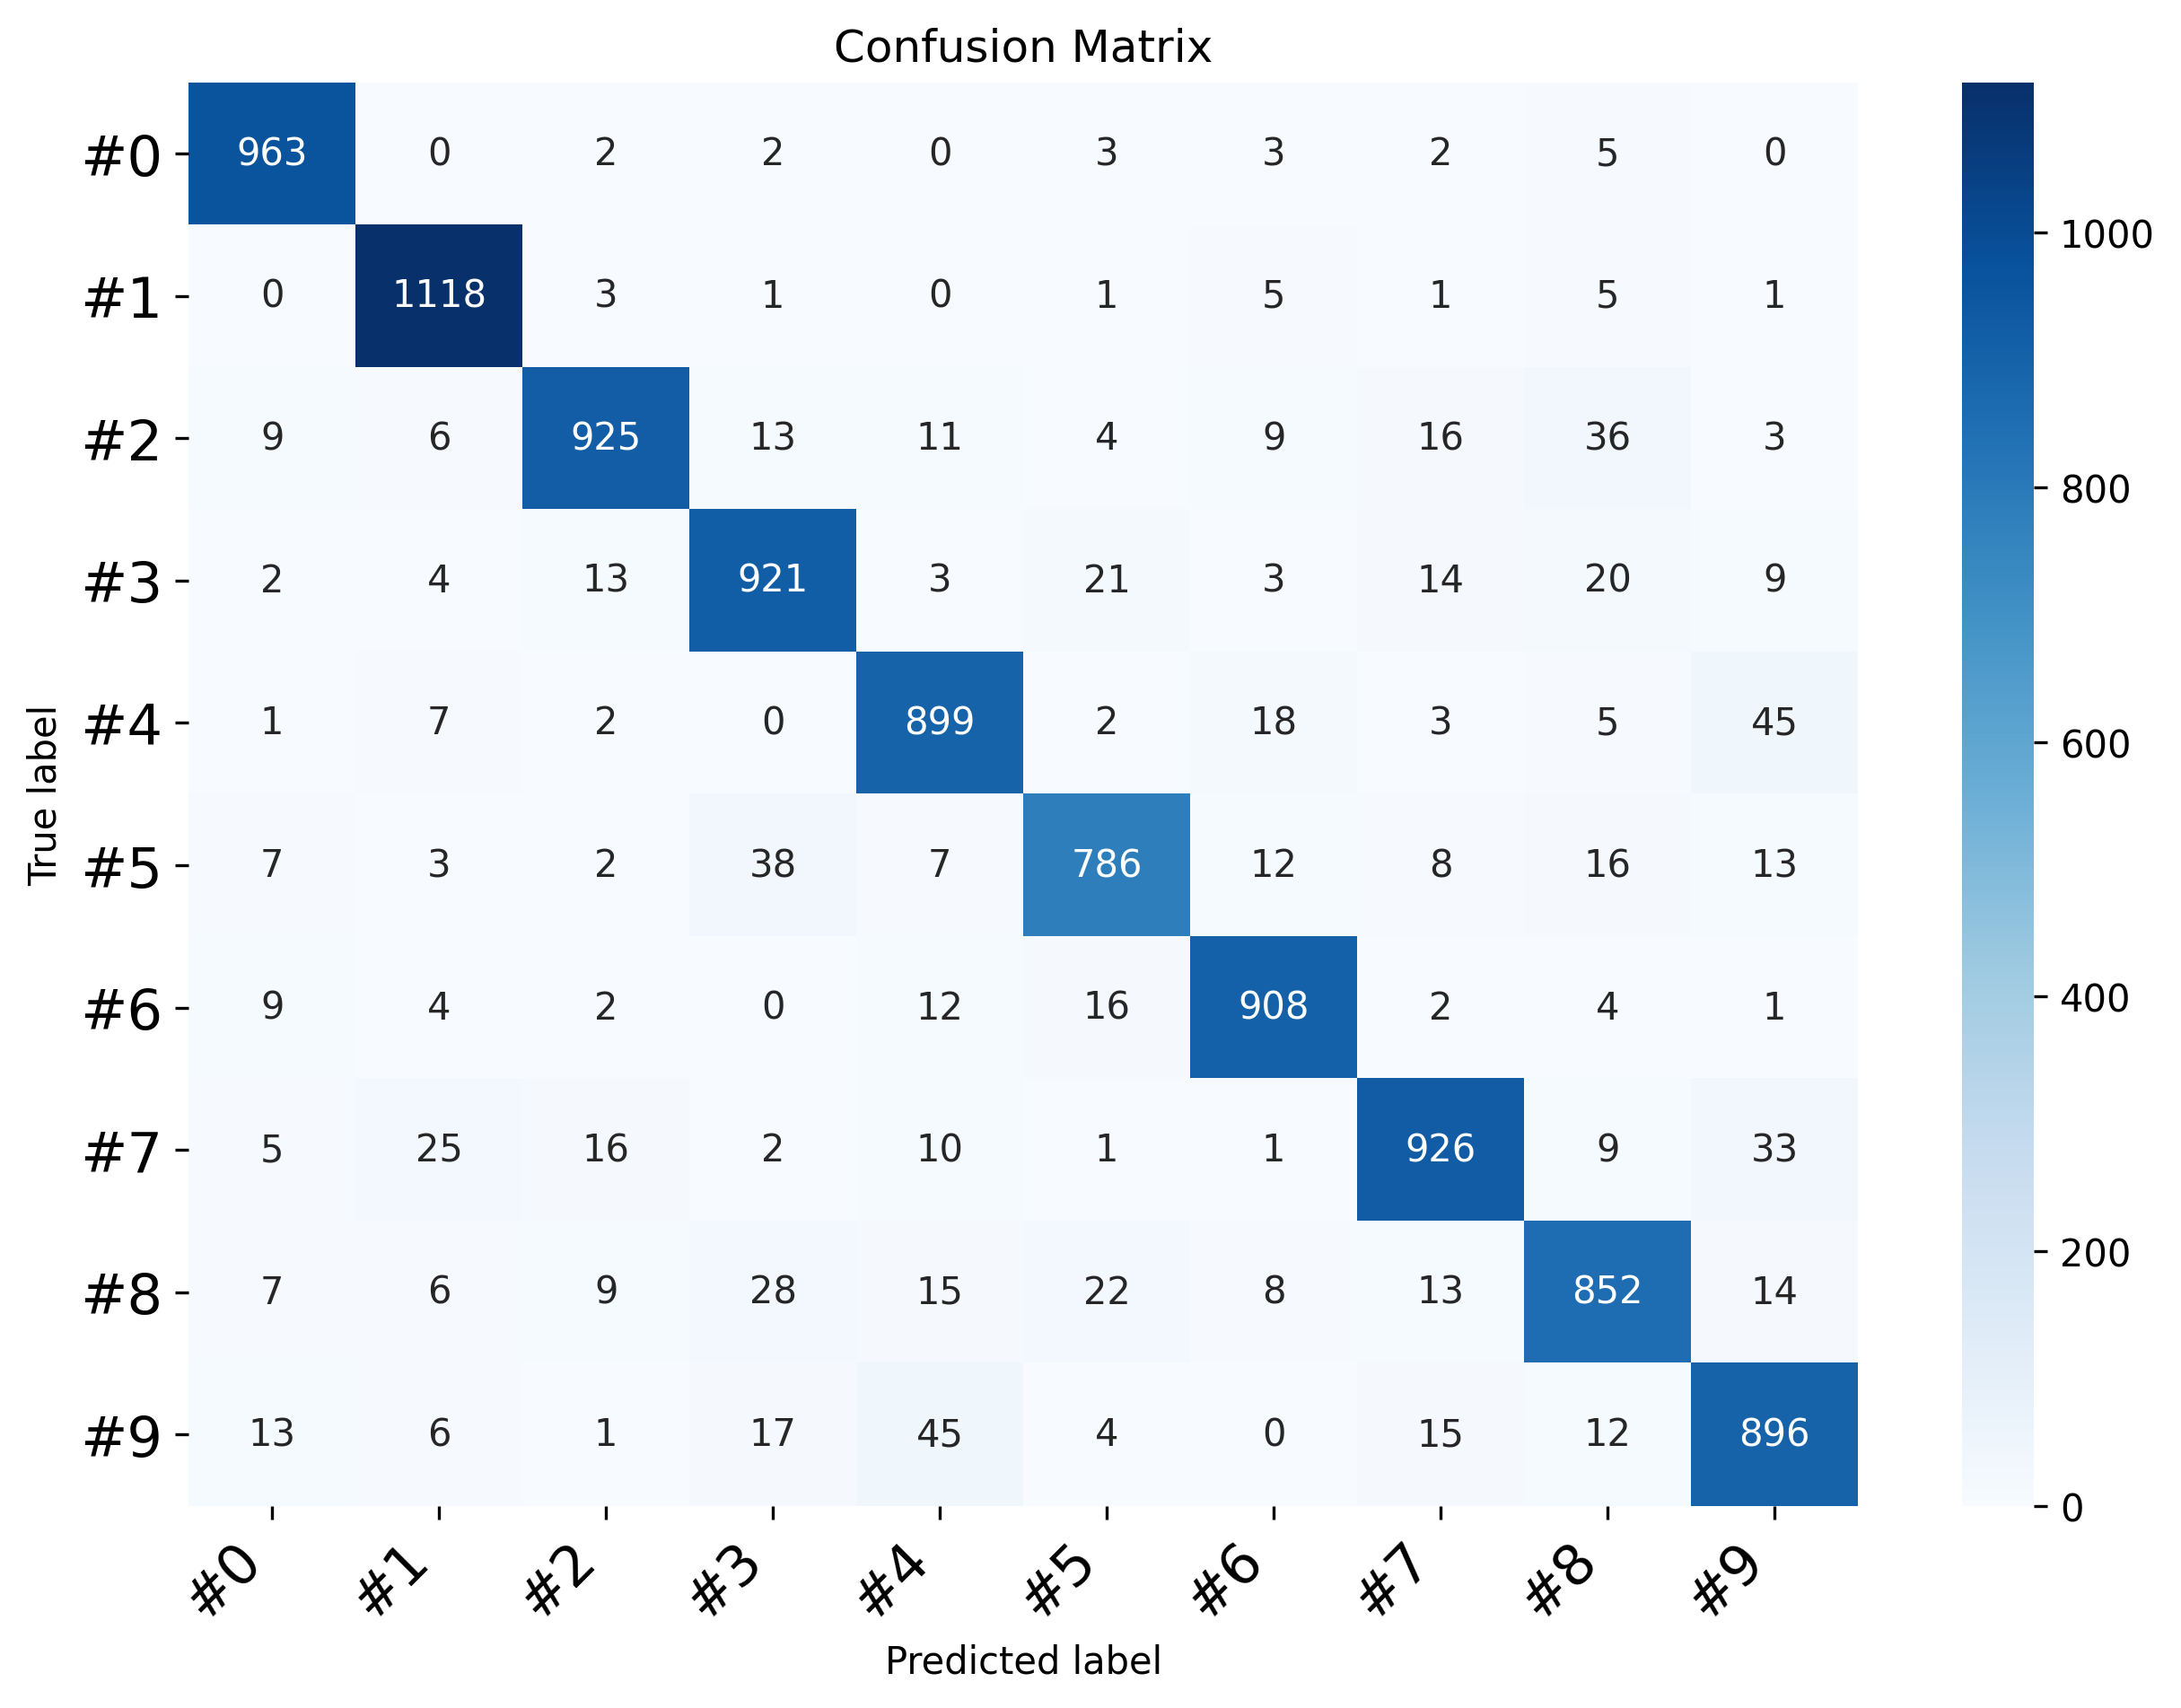 Confusion Matrix
#0 963 0 2 2 0 3 3 2 5 0
#1 0 1118 3 1 0 1 5 1 5 1
#2 9 6 925 13 11 4 9 16 36 3
#3 2 4 13 921 3 21 3 14 20 9
#4 1 7 2 0 899 2 18 3 5 45
#5 7 3 2 38 7 786 12 8 16 13
#6 9 4 2 0 12 16 908 2 4 1
#7 5 25 16 2 10 1 1 926 9 33
#8 7 6 9 28 15 22 8 13 852 14
#9 13 6 1 17 45 4 0 15 12 896
True label
#0 #1 #2 #3 #4 #5 #6 #7 #8 #9
Predicted label
1000
800
600
400
200
0